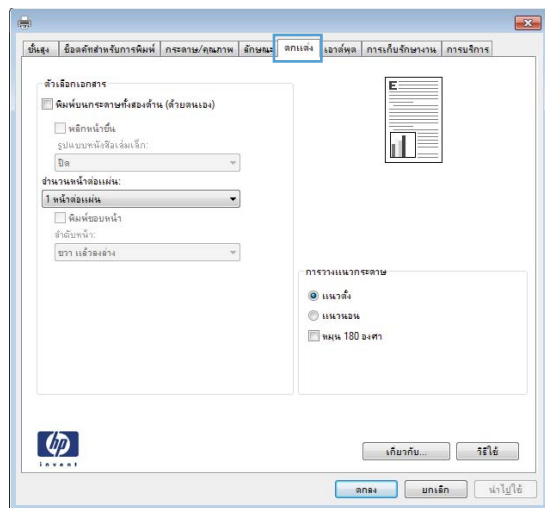 ขั้นสูง ช็อตคัทสำหรับการพิมพ์ กระดาษ/คุณภาพ ลักษณะ ตกแต่ง เอาต์พุต การเก็บรักษางาน การบริการ
ตัวเลือกเอกสาร
พิมพ์บนกระดาษทั้งสองด้าน (ด้วยตนเอง)
พลิกหน้าขึ้น
รูปแบบหนังสือเล่มเล็ก:
ปิด
จำนวนหน้าต่อแผ่น:
1 หน้าต่อแผ่น
พิมพ์ขอบหน้า
ลำดับหน้า:
ขวา แล้วลงล่าง
E
การวางแนวกระดาษ
แนวตั้ง
แนวนอน
หมุน 180 องศา
hp
invent
เกี่ยวกับ... วิธีใช้
ตกลง ยกเลิก นำไปใช้